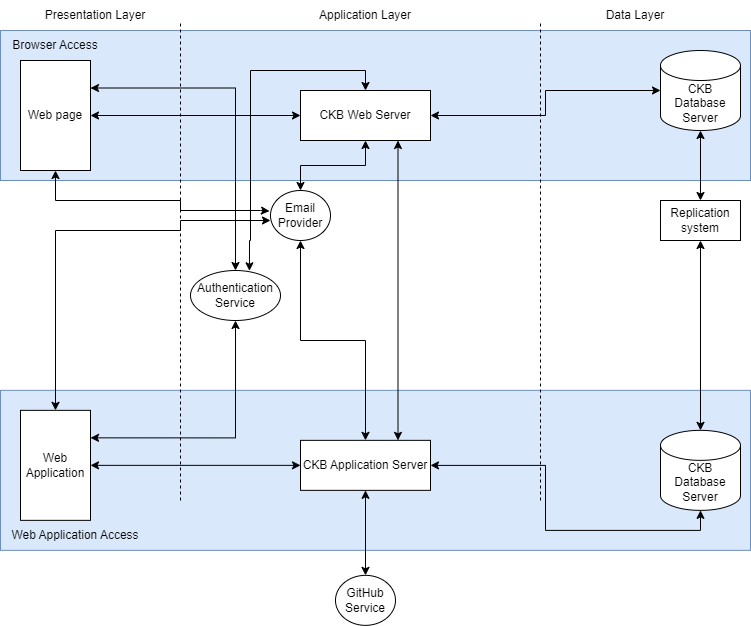 Presentation Layer
Application Layer
Data Layer
Browser Access
Web page
CKB Web Server
CKB
Database
Server
Email
Provider
Replication
system
Authentication
Service
Web
Application
CKB Application Server
CKB
Database
Server
Web Application Access
GitHub
Service